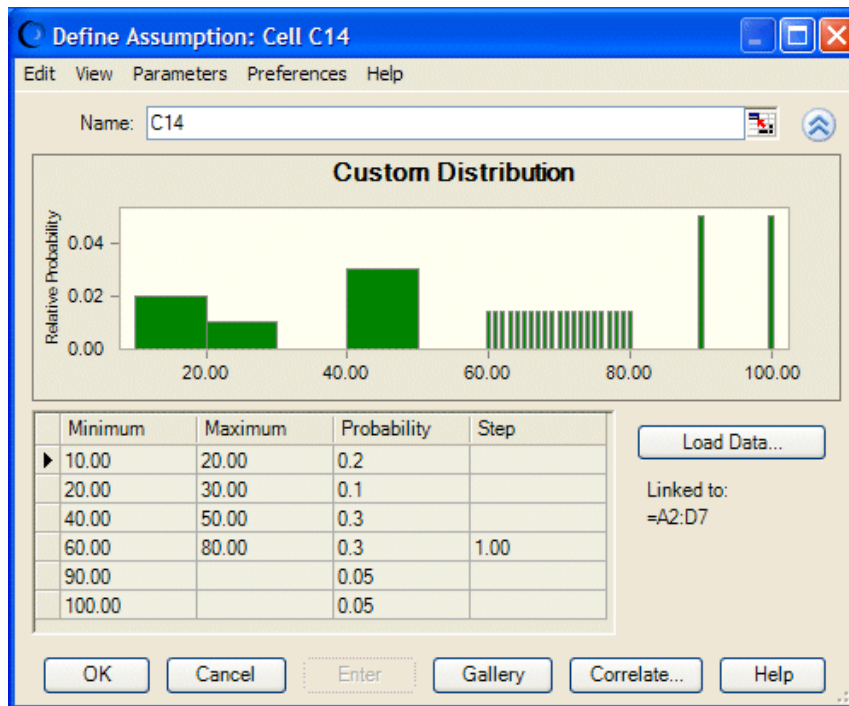 Define Assumption: Cell C14
Edit View Parameters Preferences Help
Name: C14
Custom Distribution
Relative Probability
0.04
0.02
0.00
20.00 40.00 60.00 80.00 100.00
Minimum Maximum Probability Step
10.00 20.00 0.2
20.00 30.00 0.1
40.00 50.00 0.3
60.00 80.00 0.3 1.00
90.00 0.05
100.00 0.05
Load Data...
Linked to:
=A2:D7
OK Cancel Enter Gallery Correlate... Help